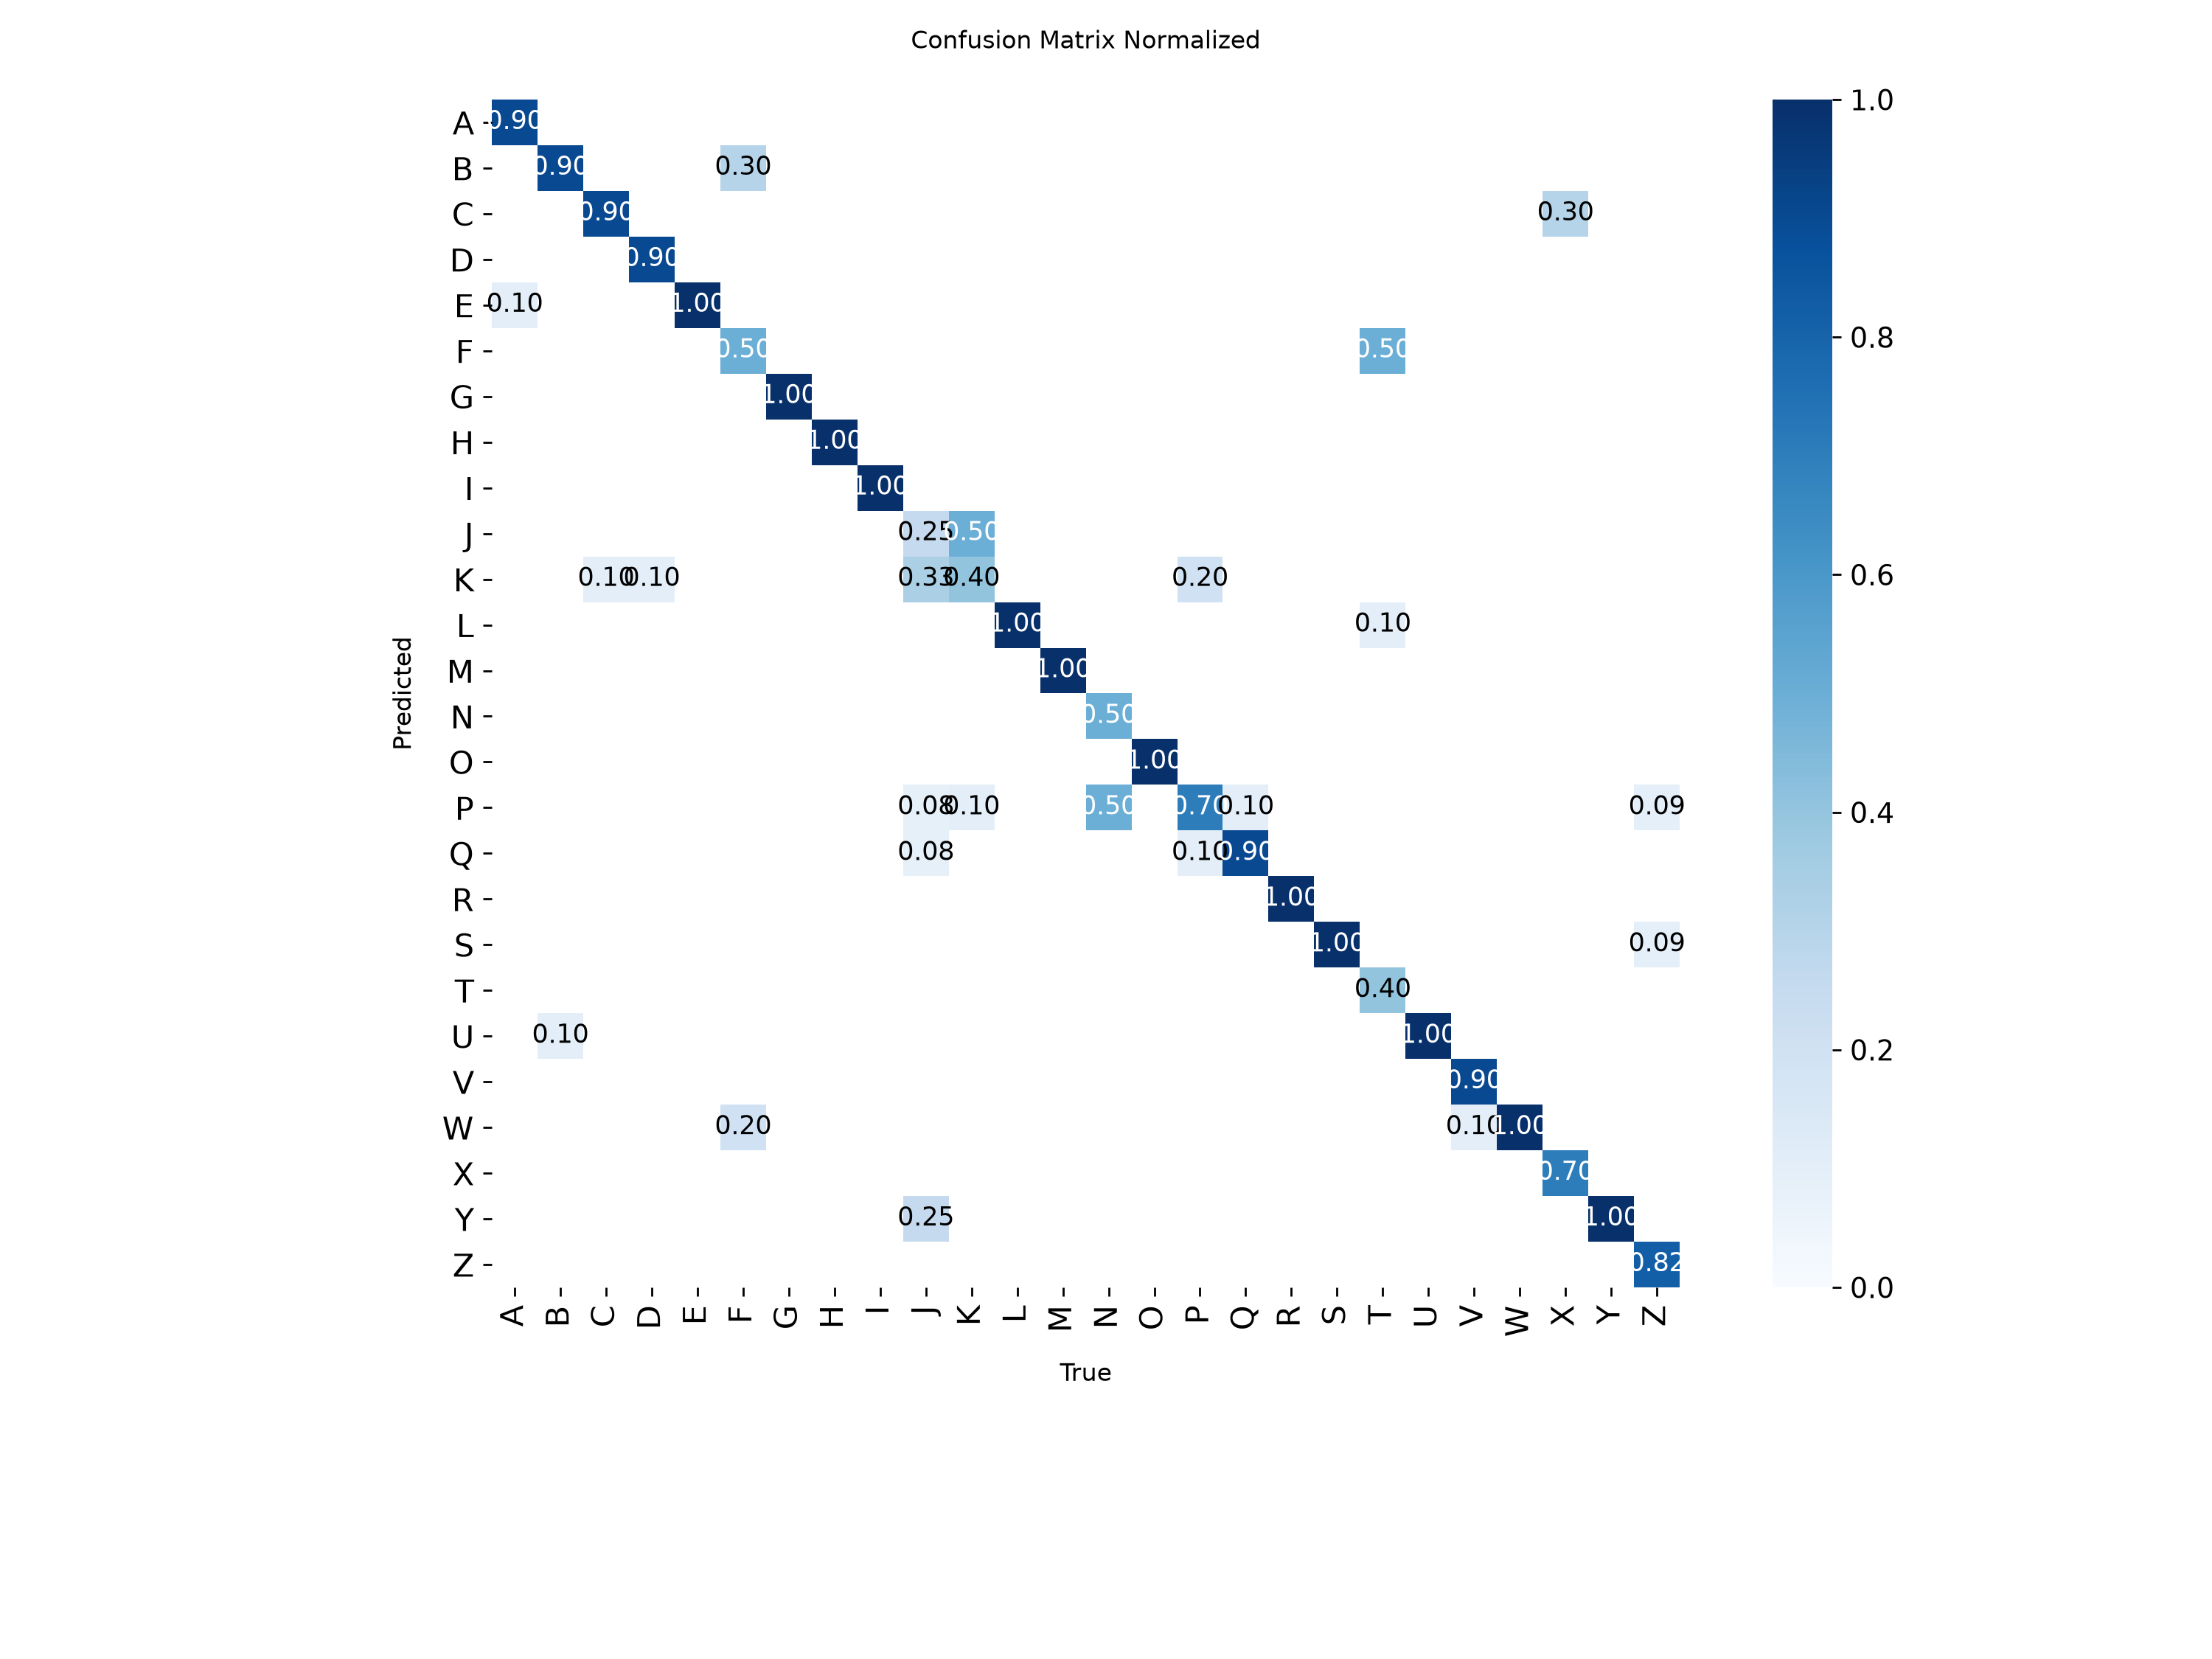 Confusion Matrix Normalized
A 0.90
B 0.90 0.30
C 0.90 0.30
D 0.90
E 0.10 1.00
F 0.50 0.50
G 1.00
H 1.00
I 1.00
J 0.25 0.50
K 0.10 0.10 0.33 0.40 0.20
L 1.00 0.10
M 1.00
N 0.50
O 1.00
P 0.08 0.10 0.50 0.70 0.10 0.09
Q 0.08 0.10 0.90
R 1.00
S 1.00 0.09
T 0.40
U 0.10 1.00
V 0.90
W 0.20 0.10 1.00
X 0.70
Y 0.25 1.00
Z 0.82
A B C D E F G H I J K L M N O P Q R S T U V W X Y Z
True
Predicted
1.0
0.8
0.6
0.4
0.2
0.0